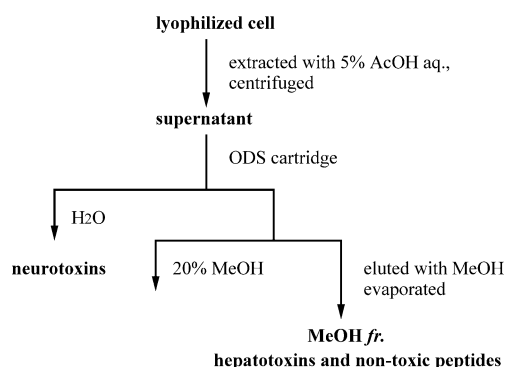 lyophilized cell
extracted with 5% AcOH aq.,
centrifuged
supernatant
ODS cartridge
H2O
neurotoxins
20% MeOH
eluted with MeOH
evaporated
MeOH fr.
hepatotoxins and non-toxic peptides